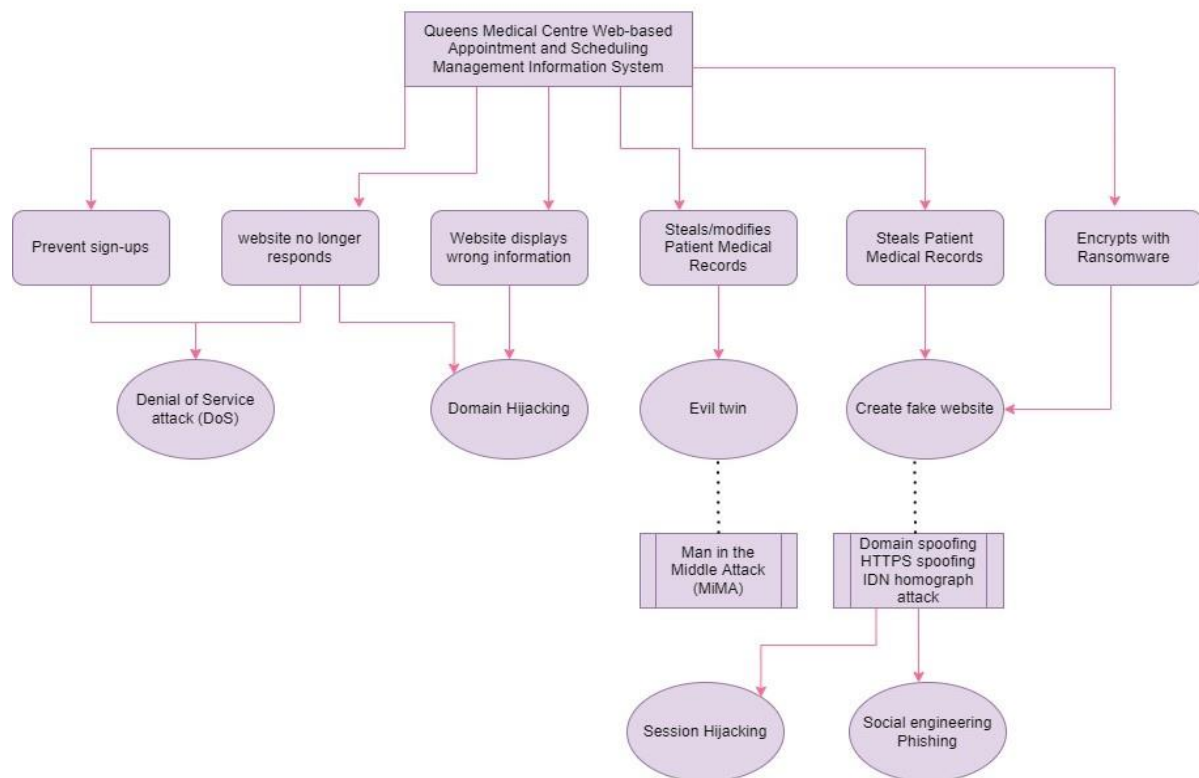 Queens Medical Centre Web-based
Appointment and Scheduling
Management Information System
Prevent sign-ups
website no longer
responds
Website displays
wrong information
Steals/modifies
Patient Medical
Records
Steals Patient
Medical Records
Encrypts with
Ransomware
Denial of Service
attack (DoS)
Domain Hijacking
Evil twin
Create fake website
Man in the
Middle Attack
(MiMA)
Domain spoofing
HTTPS spoofing
IDN homograph
attack
Session Hijacking
Social engineering
Phishing